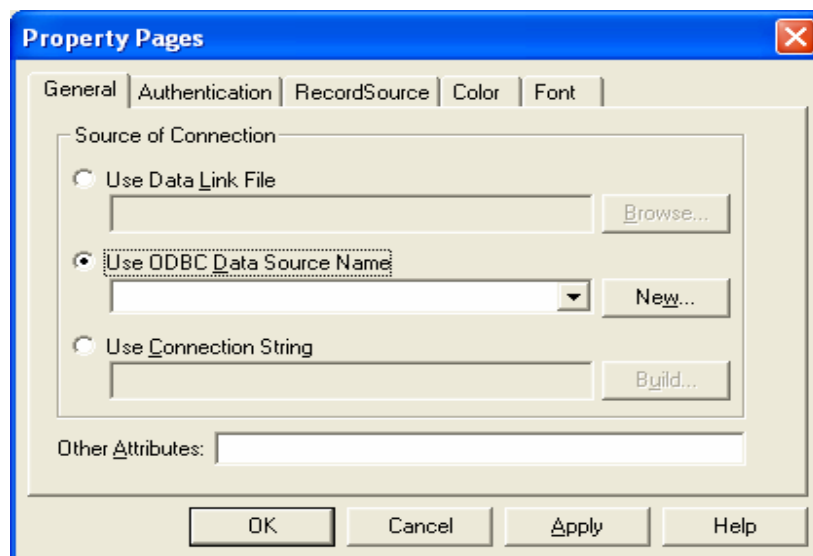 Property Pages
General Authentication RecordSource Color Font
Source of Connection
Use Data Link File
Browse...
Use ODBC Data Source Name
New...
Use Connection String
Build...
Other Attributes:
OK Cancel Apply Help